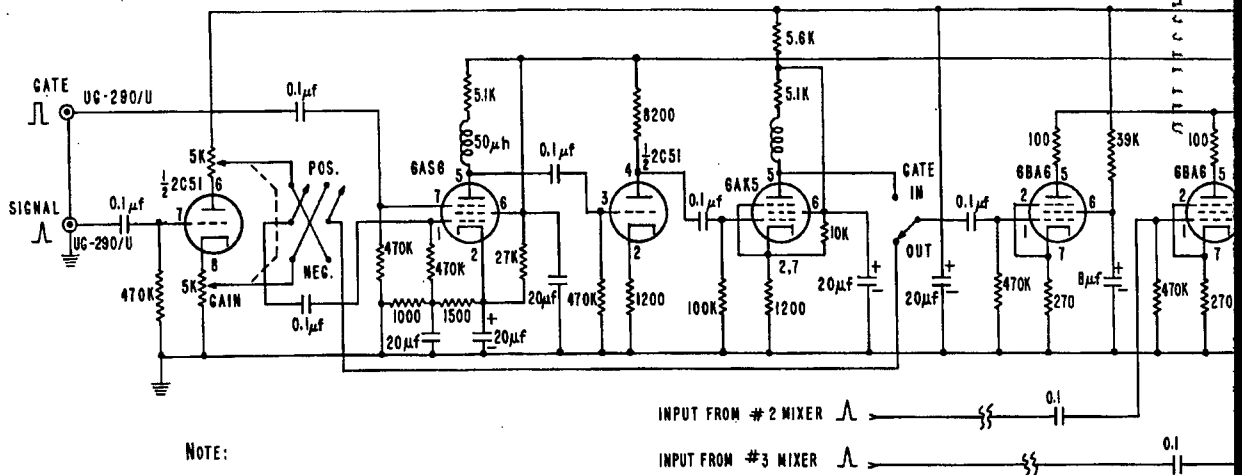 GATE
UG-290/U
0.1μf
5K
6
½2C51
7
8
5K
GAIN
POS.
NEG.
SIGNAL
0.1μf
UG-290/U
470K
0.1μf
5.1K
50μh
6AS6
5
7
6
1
2
470K
470K
27K
1000
1500
20μf
+
20μf
-
20μf
0.1μf
8200
4
½2C51
3
2
470K
1200
0.1μf
5.6K
5.1K
6AK5
5
6
1
2,7
10K
100K
1200
+
20μf
-
GATE
IN
OUT
0.1μf
+
20μf
-
100
6BA6
5
2
1
6
7
39K
470K
270
+
8μf
-
100
6BA6
5
2
1
7
470K
270
INPUT FROM #2 MIXER
0.1
INPUT FROM #3 MIXER
0.1
NOTE: